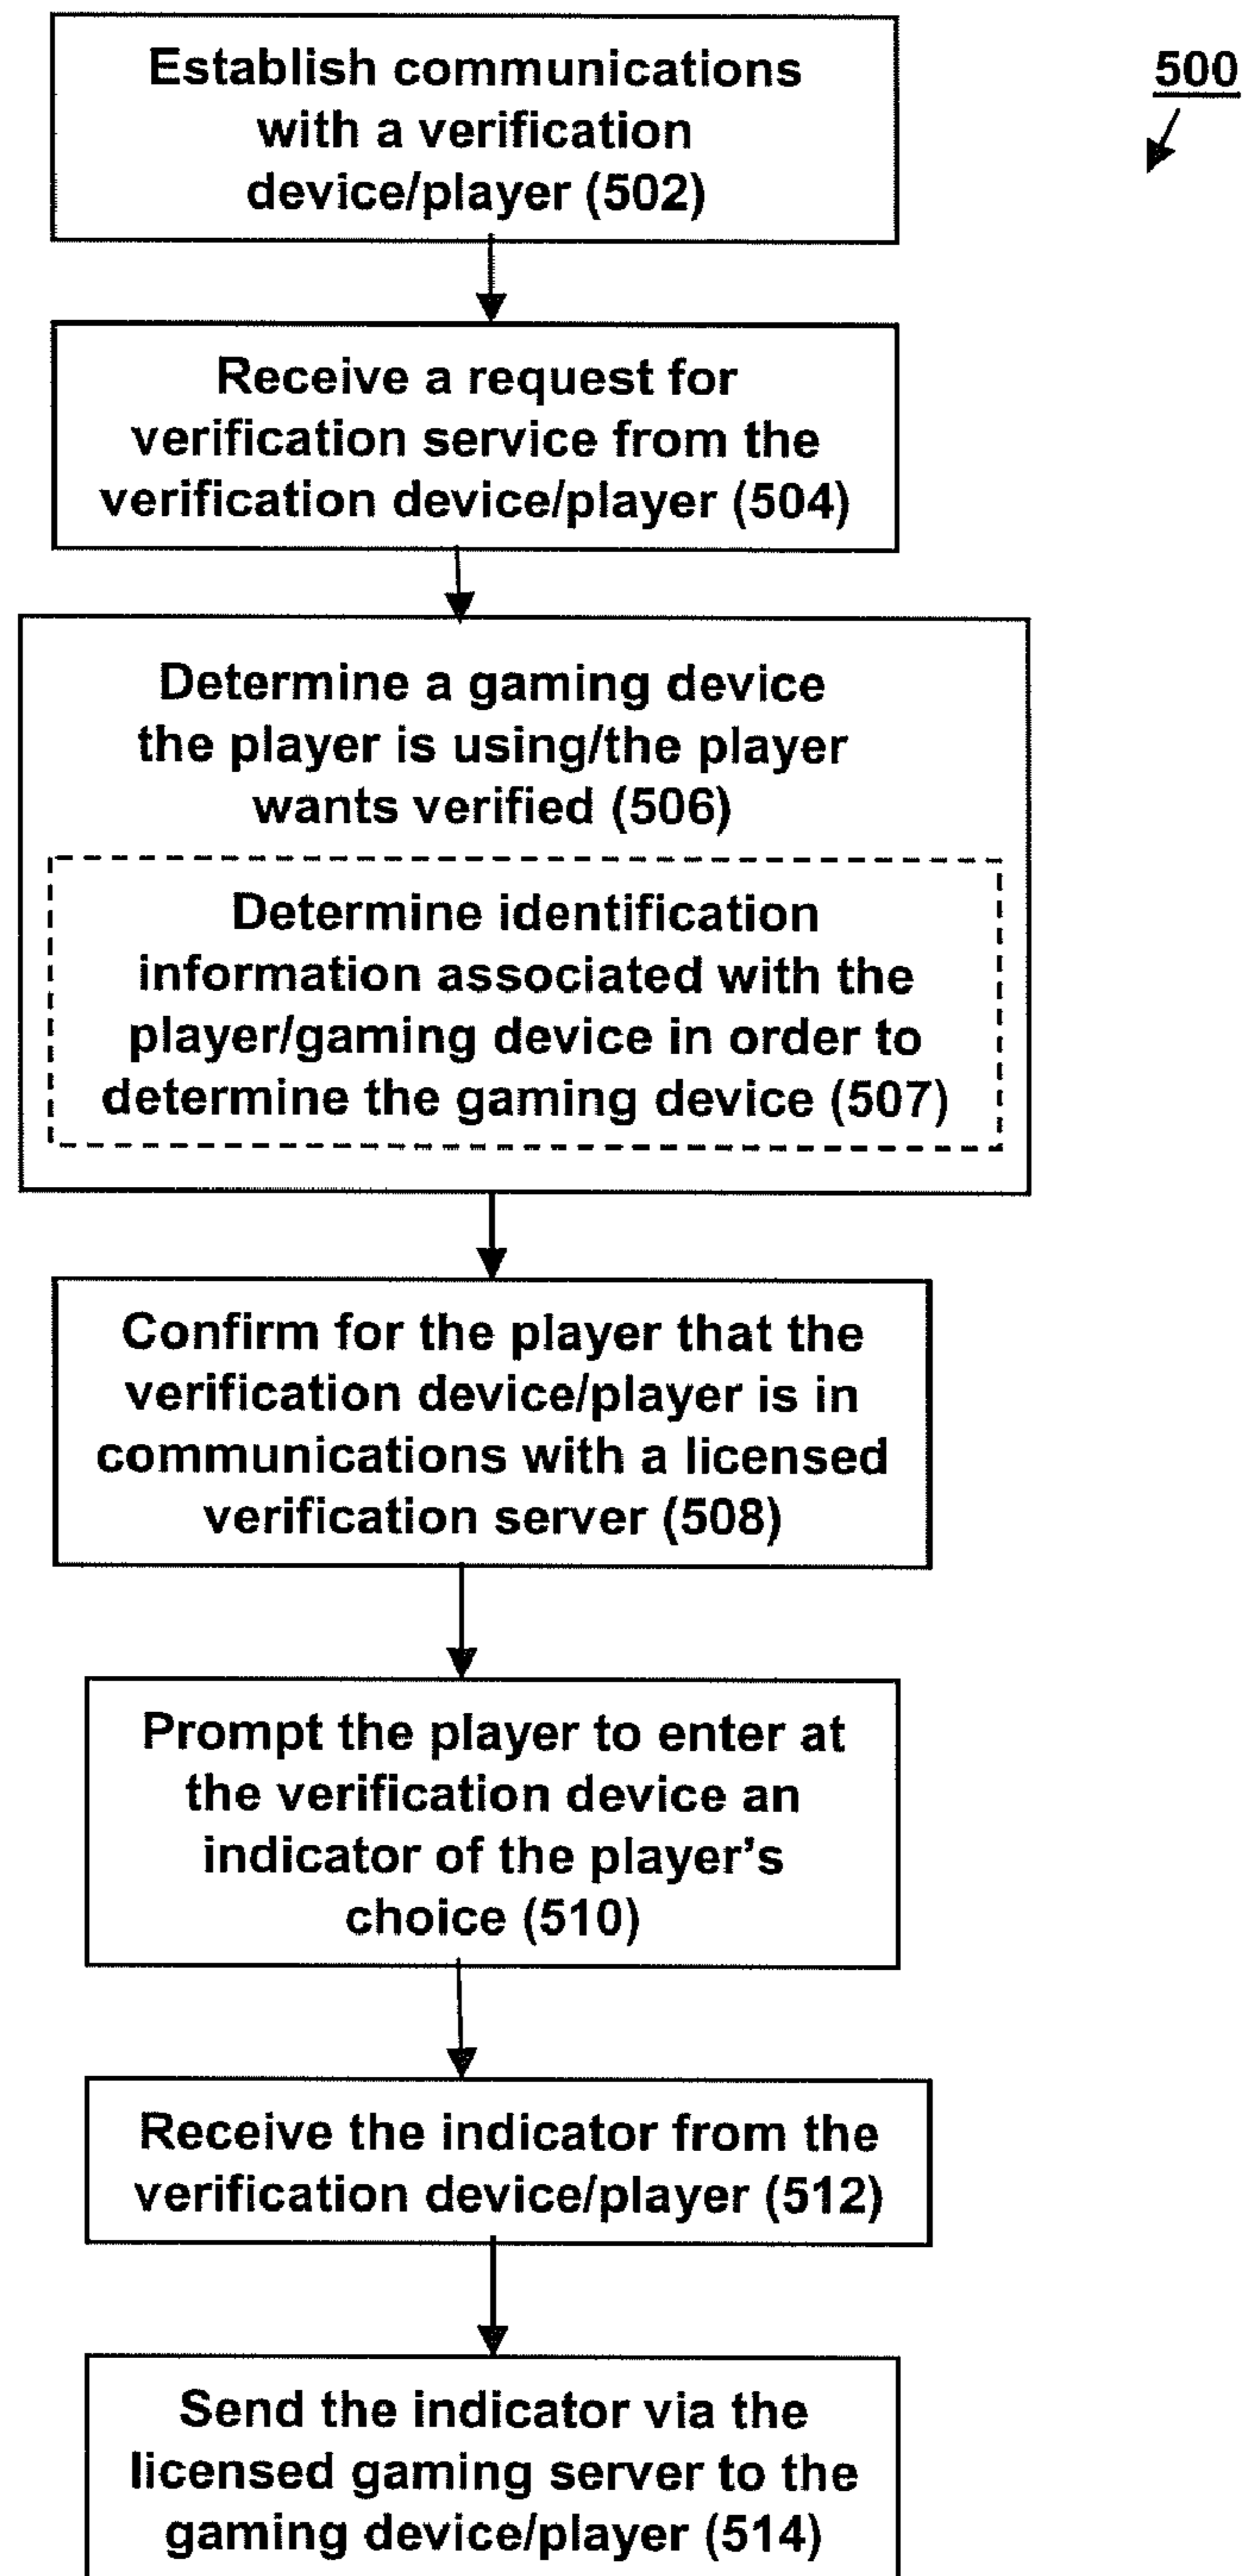 500
Establish communications
with a verification
device/player (502)
Receive a request for
verification service from the
verification device/player (504)
Determine a gaming device
the player is using/the player
wants verified (506)
Determine identification
information associated with the
player/gaming device in order to
determine the gaming device (507)
Confirm for the player that the
verification device/player is in
communications with a licensed
verification server (508)
Prompt the player to enter at
the verification device an
indicator of the player's
choice (510)
Receive the indicator from the
verification device/player (512)
Send the indicator via the
licensed gaming server to the
gaming device/player (514)